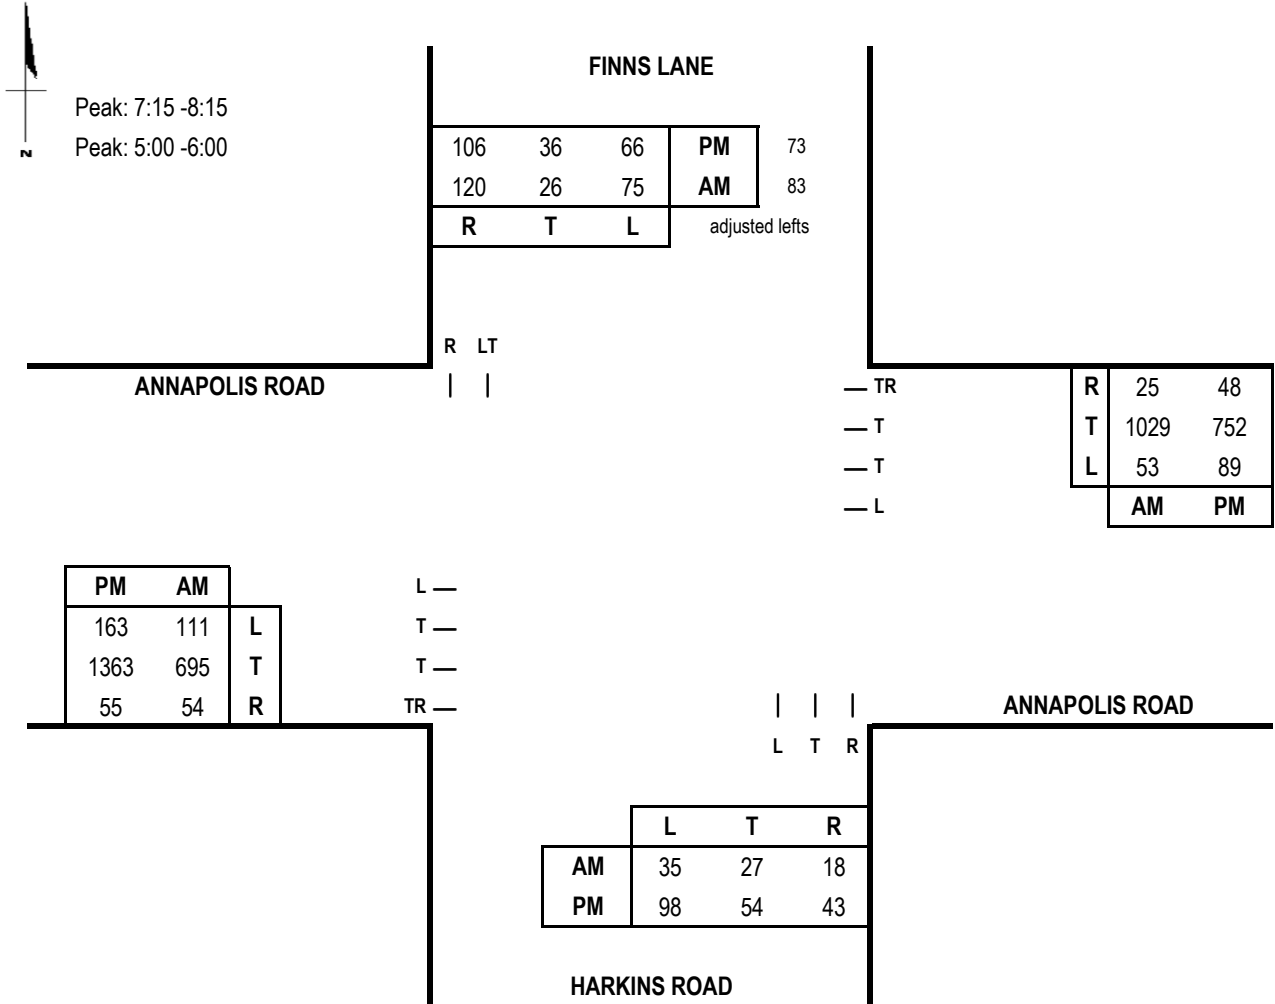 FINNS LANE
Peak: 7:15 -8:15
Peak: 5:00 -6:00
N
106 36 66 PM 73
120 26 75 AM 83
R T L adjusted lefts
R LT
ANNAPOLIS ROAD
TR
T
T
L
R 25 48
T 1029 752
L 53 89
AM PM
PM AM
163 111 L
1363 695 T
55 54 R
L
T
T
TR
ANNAPOLIS ROAD
L T R
L T R
AM 35 27 18
PM 98 54 43
HARKINS ROAD